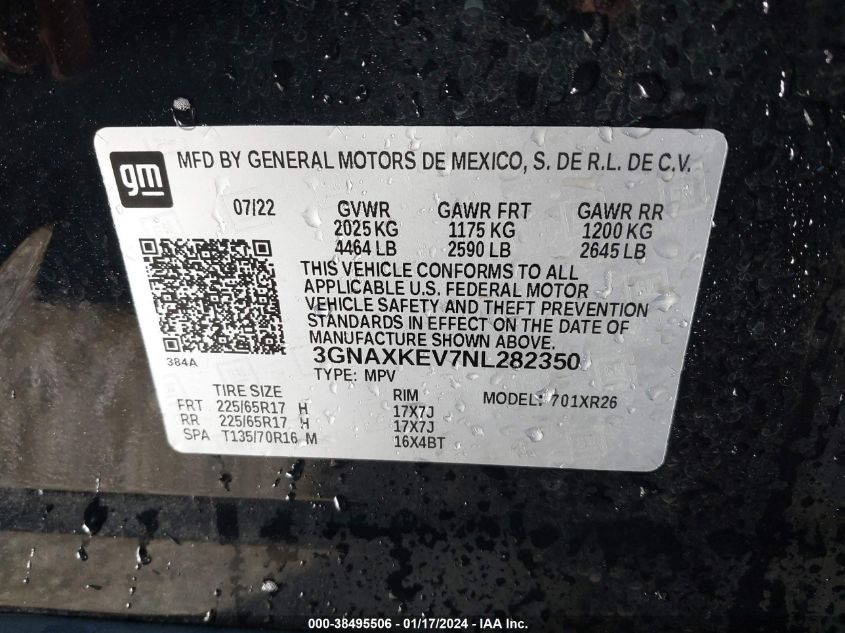 gm
MFD BY GENERAL MOTORS DE MEXICO, S. DE R.L. DE C.V.
07/22 GVWR GAWR FRT GAWR RR
2025 KG 1175 KG 1200 KG
4464 LB 2590 LB 2645 LB
THIS VEHICLE CONFORMS TO ALL
APPLICABLE U.S. FEDERAL MOTOR
VEHICLE SAFETY AND THEFT PREVENTION
STANDARDS IN EFFECT ON THE DATE OF
MANUFACTURE SHOWN ABOVE.
384A
3GNAXKEV7NL282350
TYPE: MPV
TIRE SIZE RIM MODEL: 701XR26
FRT 225/65R17 H 17X7J
RR 225/65R17 H 17X7J
SPA T135/70R16 M 16X4BT
000-38495506 - 01/17/2024 - IAA Inc.